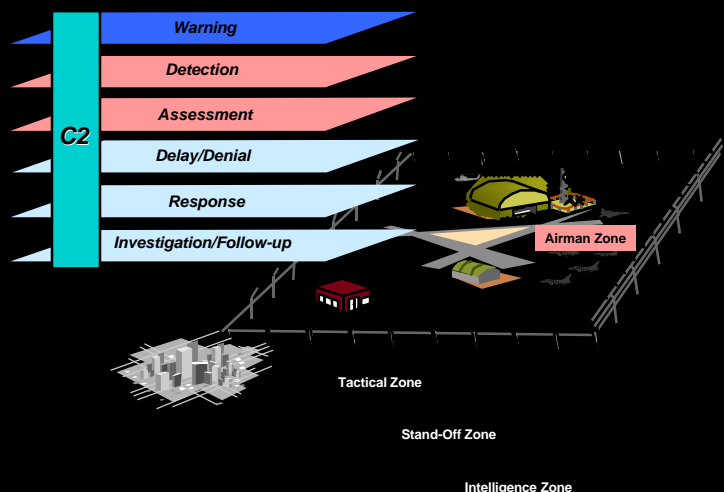 Warning
Detection
Assessment
C2
Delay/Denial
Response
Investigation/Follow-up
Airman Zone
Tactical Zone
Stand-Off Zone
Intelligence Zone